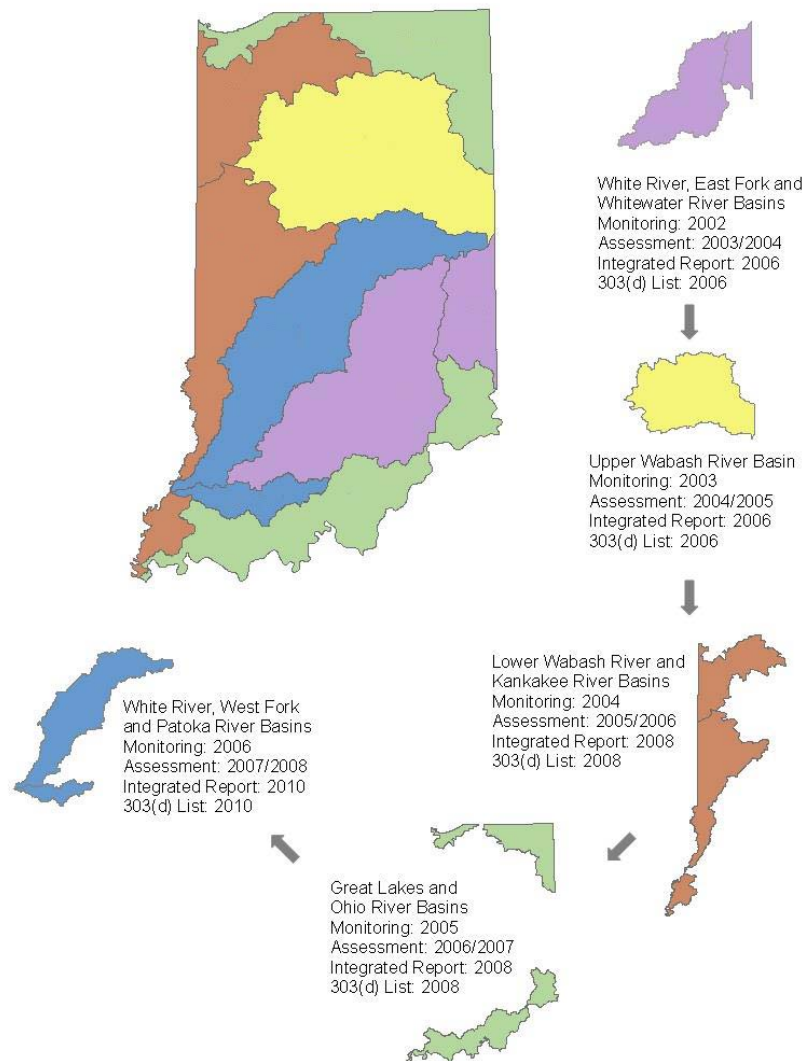 White River, East Fork and
Whitewater River Basins
Monitoring: 2002
Assessment: 2003/2004
Integrated Report: 2006
303(d) List: 2006
Upper Wabash River Basin
Monitoring: 2003
Assessment: 2004/2005
Integrated Report: 2006
303(d) List: 2006
Lower Wabash River and
Kankakee River Basins
Monitoring: 2004
Assessment: 2005/2006
Integrated Report: 2008
303(d) List: 2008
Great Lakes and
Ohio River Basins
Monitoring: 2005
Assessment: 2006/2007
Integrated Report: 2008
303(d) List: 2008
White River, West Fork
and Patoka River Basins
Monitoring: 2006
Assessment: 2007/2008
Integrated Report: 2010
303(d) List: 2010